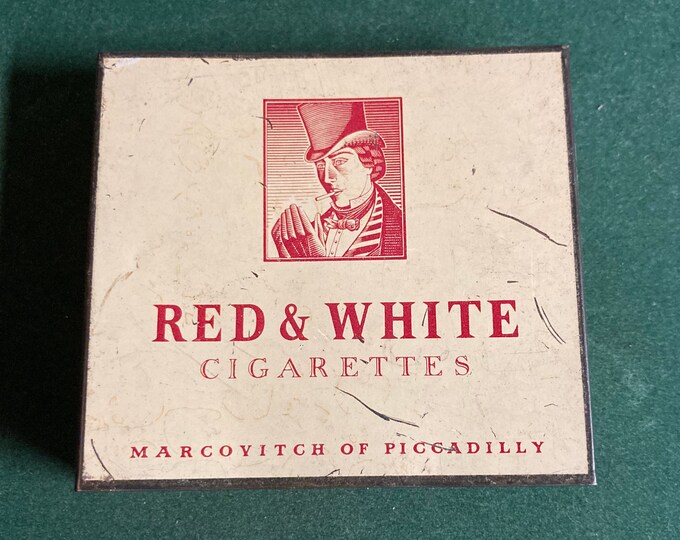 RED & WHITE
CIGARETTES
MARCOVITCH OF PICCADILLY